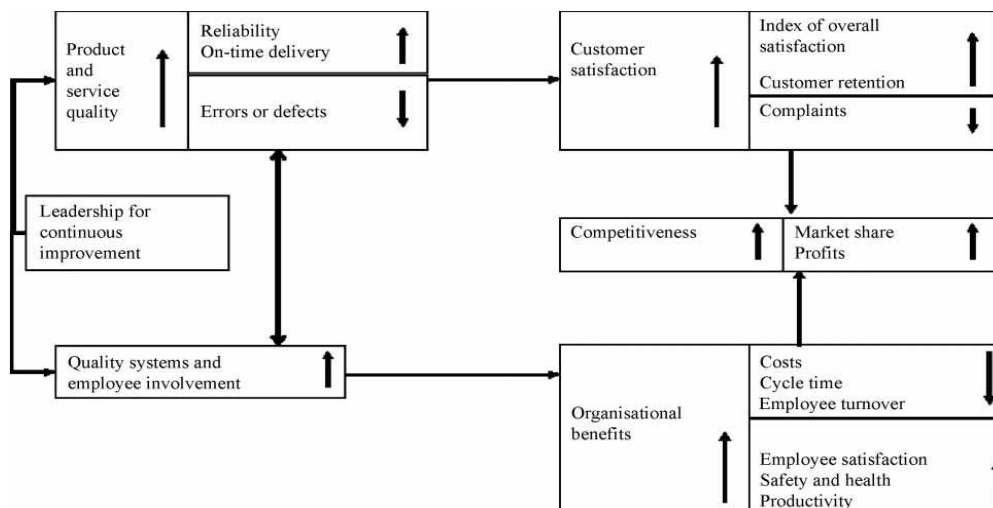 Product
and
service
quality
Reliability
On-time delivery
Errors or defects
Customer
satisfaction
Index of overall
satisfaction
Customer retention
Complaints
Leadership for
continuous
improvement
Competitiveness
Market share
Profits
Quality systems and
employee involvement
Organisational
benefits
Costs
Cycle time
Employee turnover
Employee satisfaction
Safety and health
Productivity